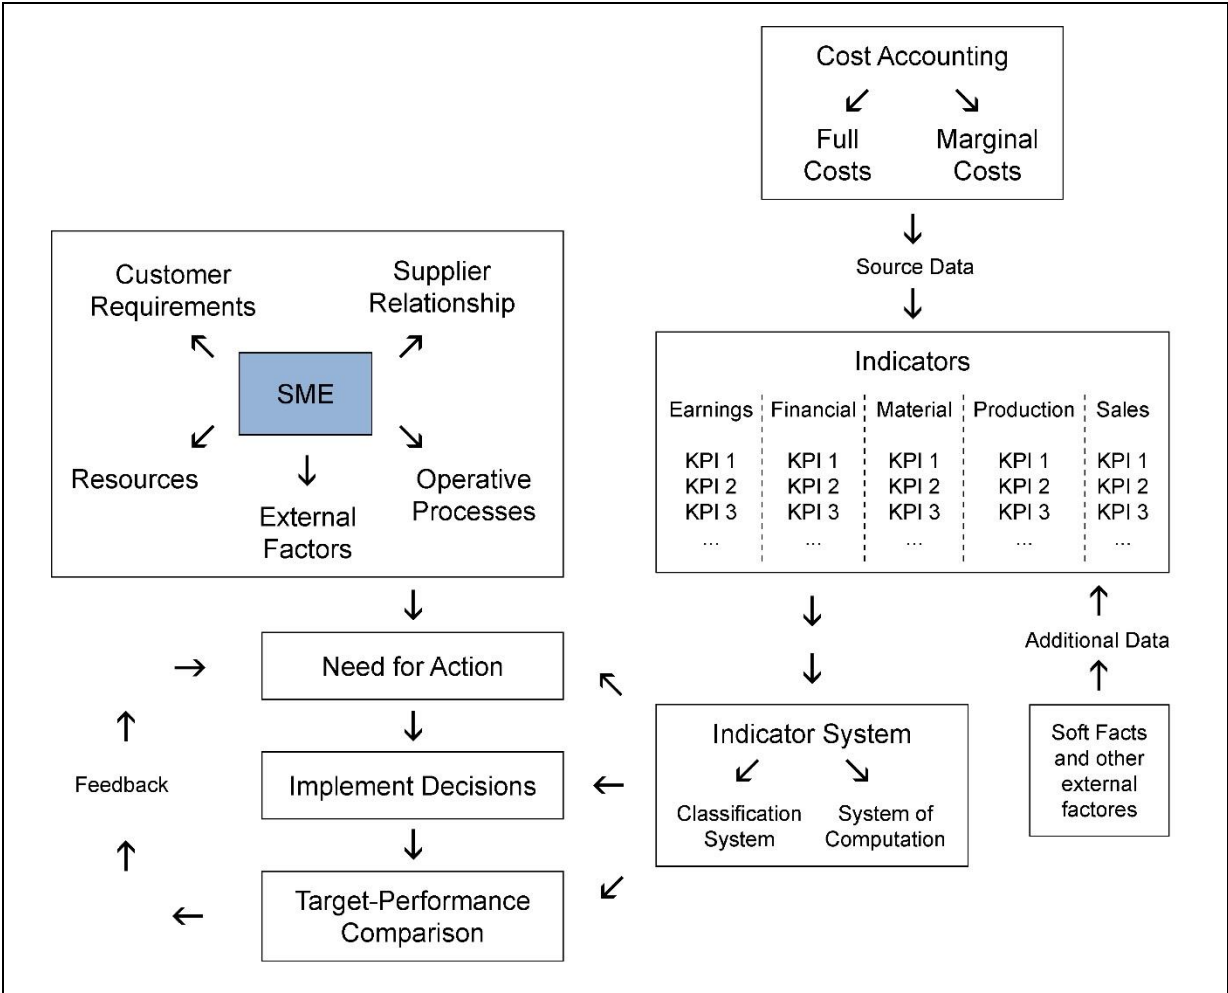 Cost Accounting
Full
Costs
Marginal
Costs
Source Data
Customer
Requirements
Supplier
Relationship
SME
Resources
External
Factors
Operative
Processes
Indicators
Earnings
KPI 1
KPI 2
KPI 3
...
Financial
KPI 1
KPI 2
KPI 3
...
Material
KPI 1
KPI 2
KPI 3
...
Production
KPI 1
KPI 2
KPI 3
...
Sales
KPI 1
KPI 2
KPI 3
...
Additional Data
Soft Facts
and other
external
factores
Indicator System
Classification
System
System of
Computation
Need for Action
Implement Decisions
Target-Performance
Comparison
Feedback